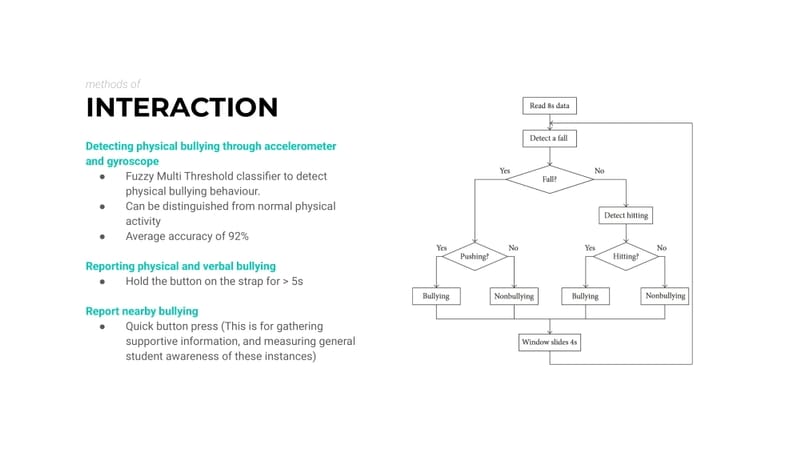 methods of
INTERACTION
Detecting physical bullying through accelerometer
and gyroscope
● Fuzzy Multi Threshold classifier to detect
physical bullying behaviour.
● Can be distinguished from normal physical
activity
● Average accuracy of 92%
Reporting physical and verbal bullying
● Hold the button on the strap for > 5s
Report nearby bullying
● Quick button press (This is for gathering
supportive information, and measuring general
student awareness of these instances)
Read 8s data
Detect a fall
Yes
No
Fall?
Detect hitting
Yes
No
Pushing?
Yes
No
Hitting?
Bullying
Nonbullying
Bullying
Nonbullying
Window slides 4s